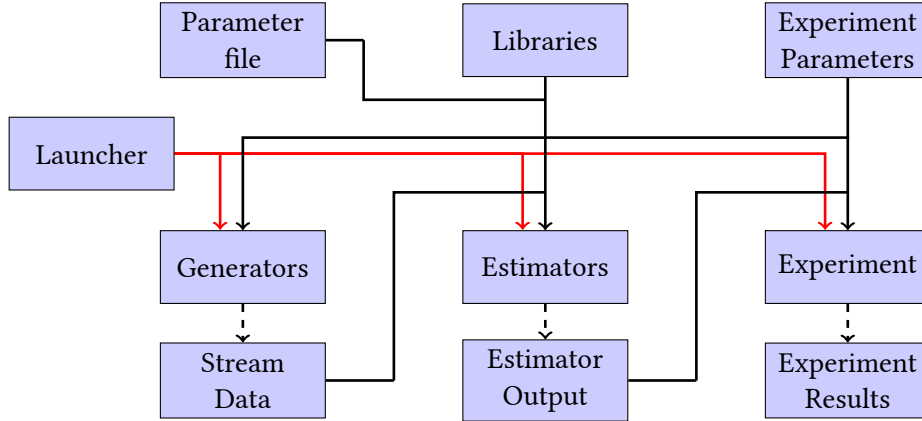 Parameter
file
Libraries
Experiment
Parameters
Launcher
Generators
Estimators
Experiment
Stream
Data
Estimator
Output
Experiment
Results